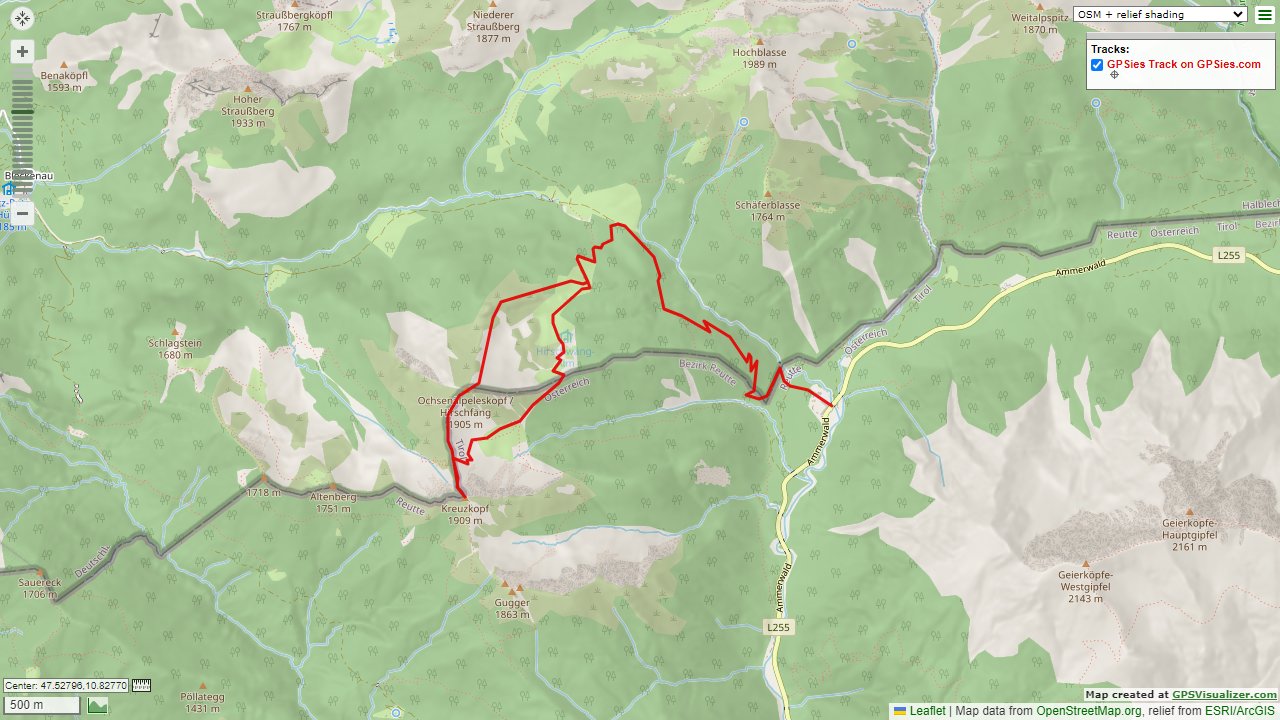 Straußbergköpfl
1767 m
Niederer
Straußberg
1877 m
Weitalpspitz
1870 m
OSM + relief shading
Tracks:
GPSies Track on GPSies.com
Hochblasse
1989 m
Benaköpfl
1593 m
Hoher
Straußberg
1933 m
Schäferblasse
1764 m
Halblech
Reutte
Österreich
Tirol
Bezirk
L255
Ammerwald
Tirol
Österreich
Schlagstein
1680 m
Bezirk Reutte
Reutte
Österreich
Ochsenälpeleskopf /
Hirschfang
1905 m
Tirol
Ammerwald
1718 m
Altenberg
1751 m
Reutte
Kreuzkopf
1909 m
Geierköpfe-
Hauptgipfel
2161 m
Deutschl
Sauereck
1706 m
Geierköpfe-
Westgipfel
2143 m
Gugger
1863 m
Ammerwald
L255
Center: 47.52796,10.82770
500 m
Pöllategg
1431 m
Map created at GPSVisualizer.com
Leaflet | Map data from OpenStreetMap.org, relief from ESRI/ArcGIS